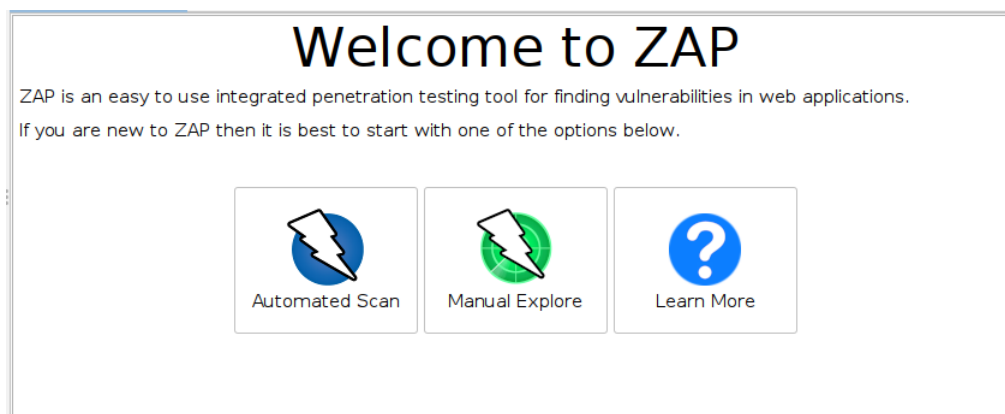 Welcome to ZAP
ZAP is an easy to use integrated penetration testing tool for finding vulnerabilities in web applications.
If you are new to ZAP then it is best to start with one of the options below.
Automated Scan
Manual Explore
Learn More